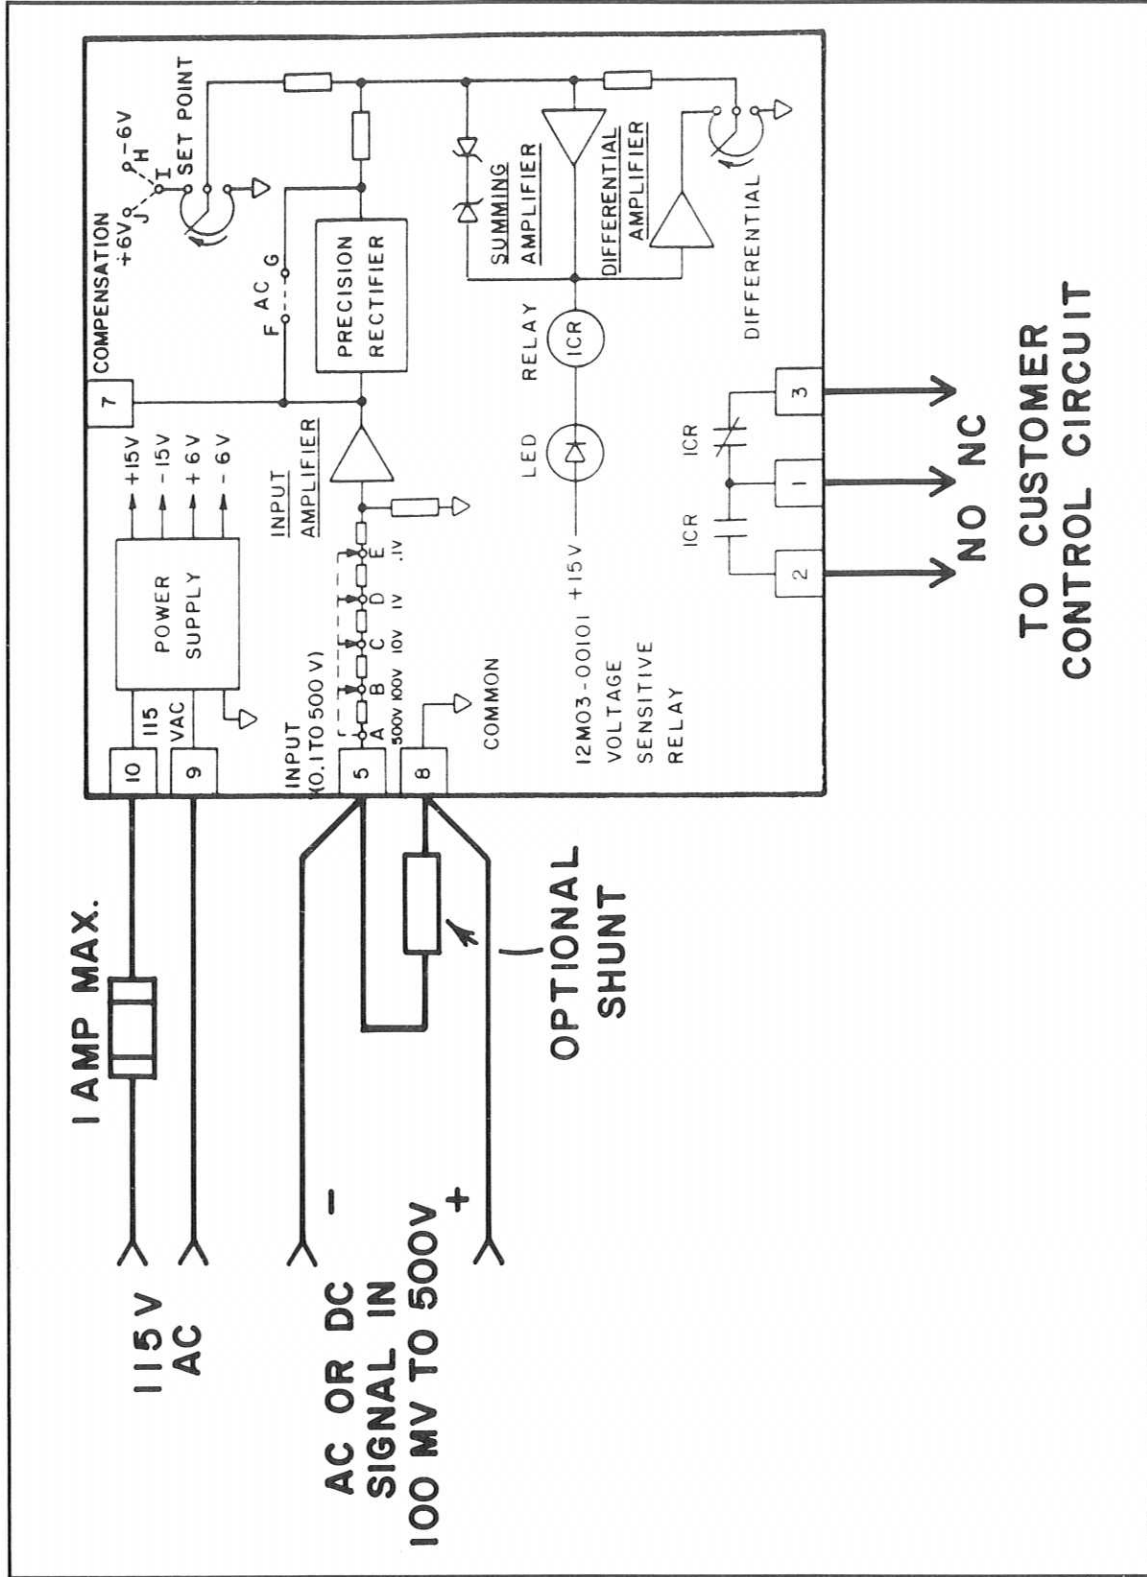 1 AMP MAX.
115V
AC
10
9
115
VAC
POWER
SUPPLY
+15V
-15V
+6V
-6V
7
COMPENSATION
+6V
-6V
J
H
I
SET POINT
F AC G
PRECISION
RECTIFIER
INPUT
AMPLIFIER
INPUT
(0.1 TO 500 V)
5
A B C D E
500V 100V 10V 1V .1V
8
COMMON
AC OR DC
SIGNAL IN
100 MV TO 500V
-
+
OPTIONAL
SHUNT
SUMMING
AMPLIFIER
DIFFERENTIAL
AMPLIFIER
DIFFERENTIAL
LED
RELAY
+15V
1CR
12M03-00101
VOLTAGE
SENSITIVE
RELAY
1CR
1CR
2
1
3
NO NC
TO CUSTOMER
CONTROL CIRCUIT